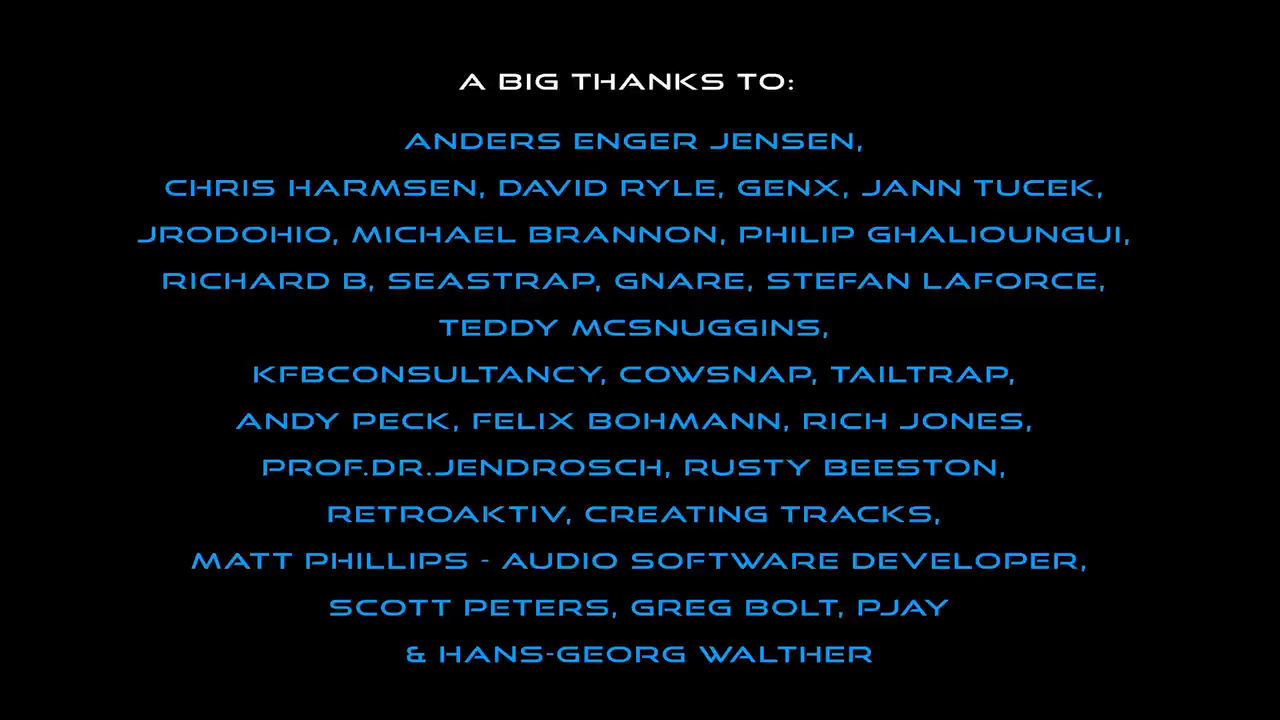 A BIG THANKS TO:
ANDERS ENGER JENSEN,
CHRIS HARMSEN, DAVID RYLE, GENX, JANN TUCEK,
JRODOHIO, MICHAEL BRANNON, PHILIP GHALIOUNGUI,
RICHARD B, SEASTRAP, GNARE, STEFAN LAFORCE,
TEDDY MCSNUGGINS,
KFBCONSULTANCY, COWSNAP, TAILTRAP,
ANDY PECK, FELIX BOHMANN, RICH JONES,
PROF.DR.JENDROSCH, RUSTY BEESTON,
RETROAKTIV, CREATING TRACKS,
MATT PHILLIPS - AUDIO SOFTWARE DEVELOPER,
SCOTT PETERS, GREG BOLT, PJAY
& HANS-GEORG WALTHER